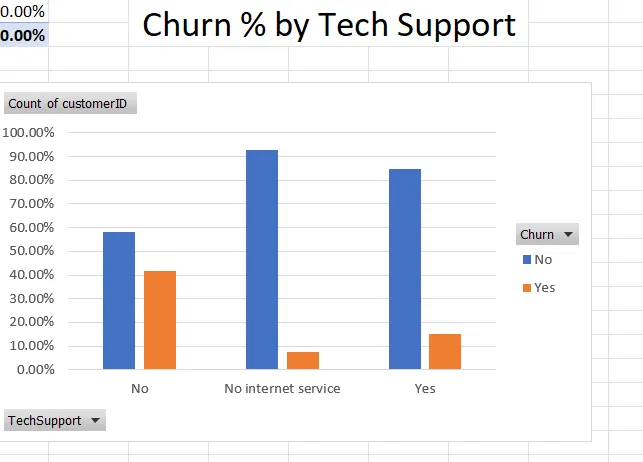 0.00%
0.00%
Churn % by Tech Support
Count of customerID
100.00%
90.00%
80.00%
70.00%
60.00%
50.00%
40.00%
30.00%
20.00%
10.00%
0.00%
No
No internet service
Yes
Churn
No
Yes
TechSupport